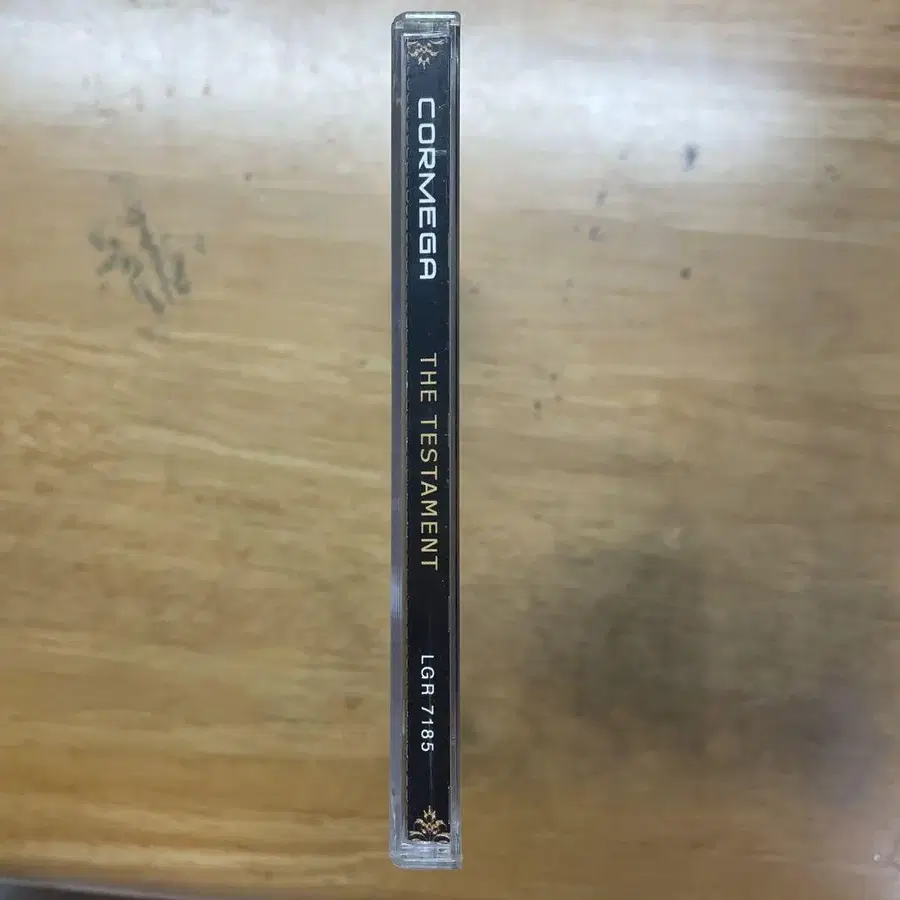 CORMEGA
THE TESTAMENT
LGR 7185